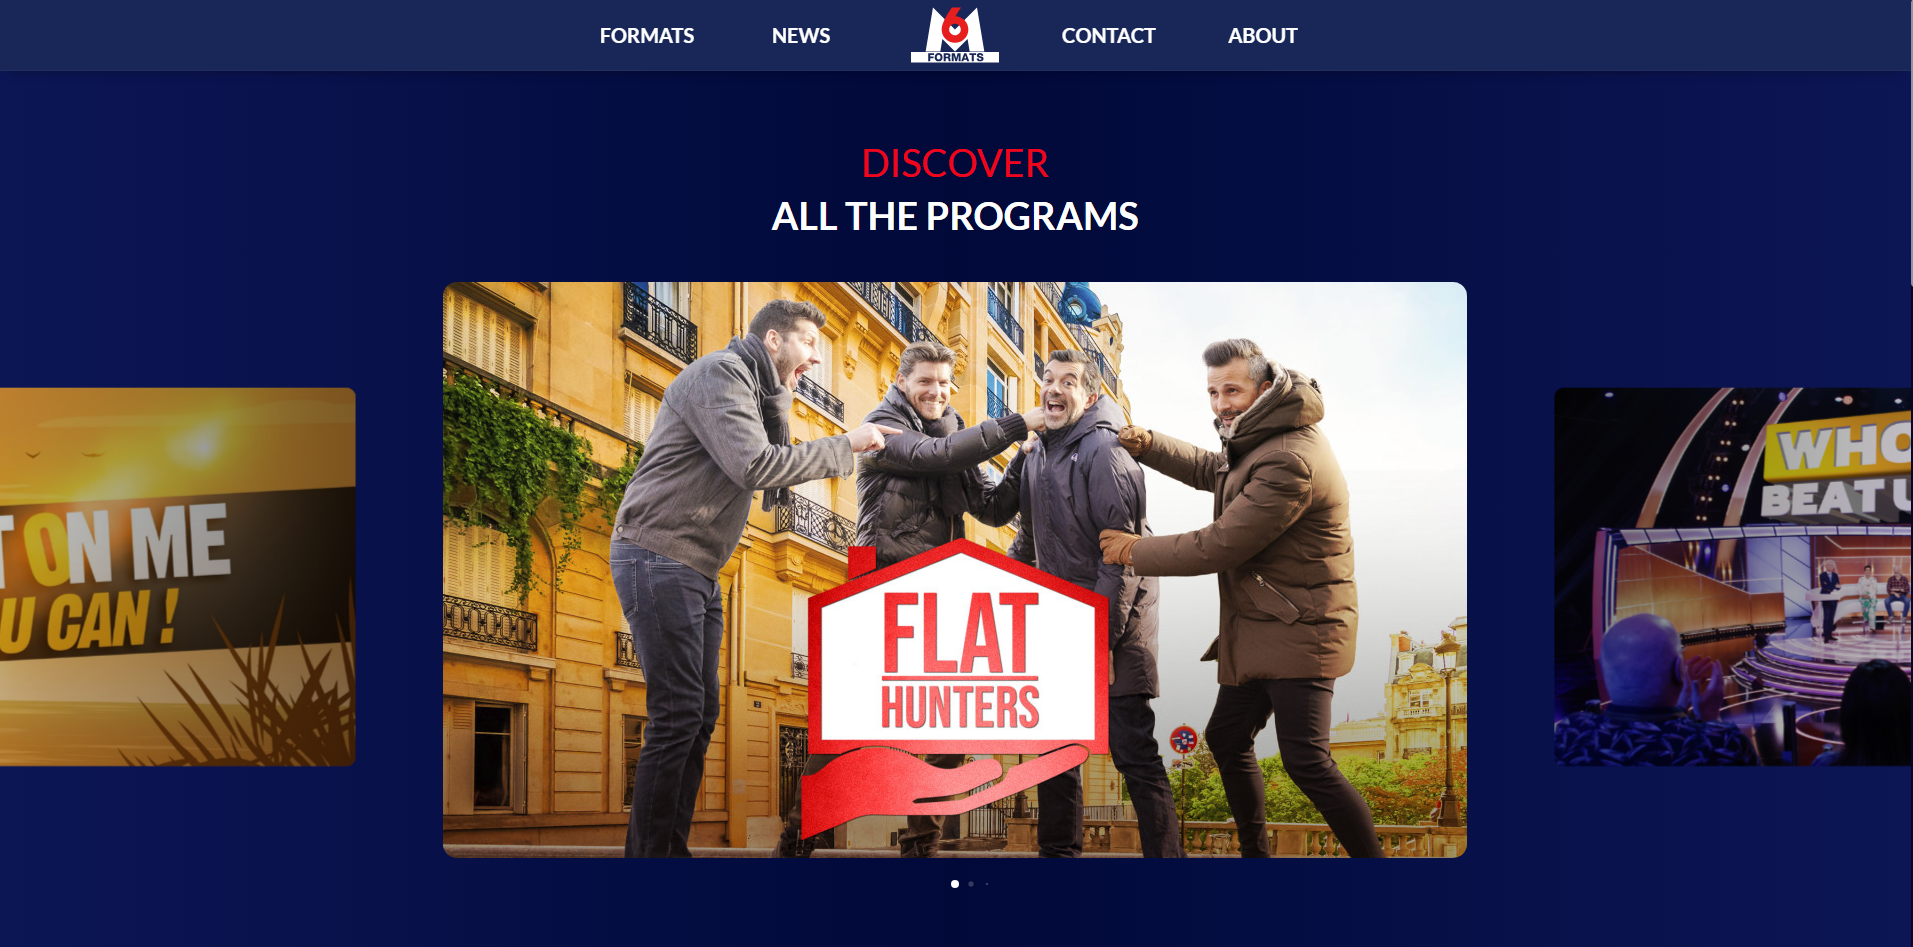 FORMATS
NEWS
M6
FORMATS
CONTACT
ABOUT
DISCOVER
ALL THE PROGRAMS
ON ME
U CAN !
FLAT
HUNTERS
WHO
BEAT U